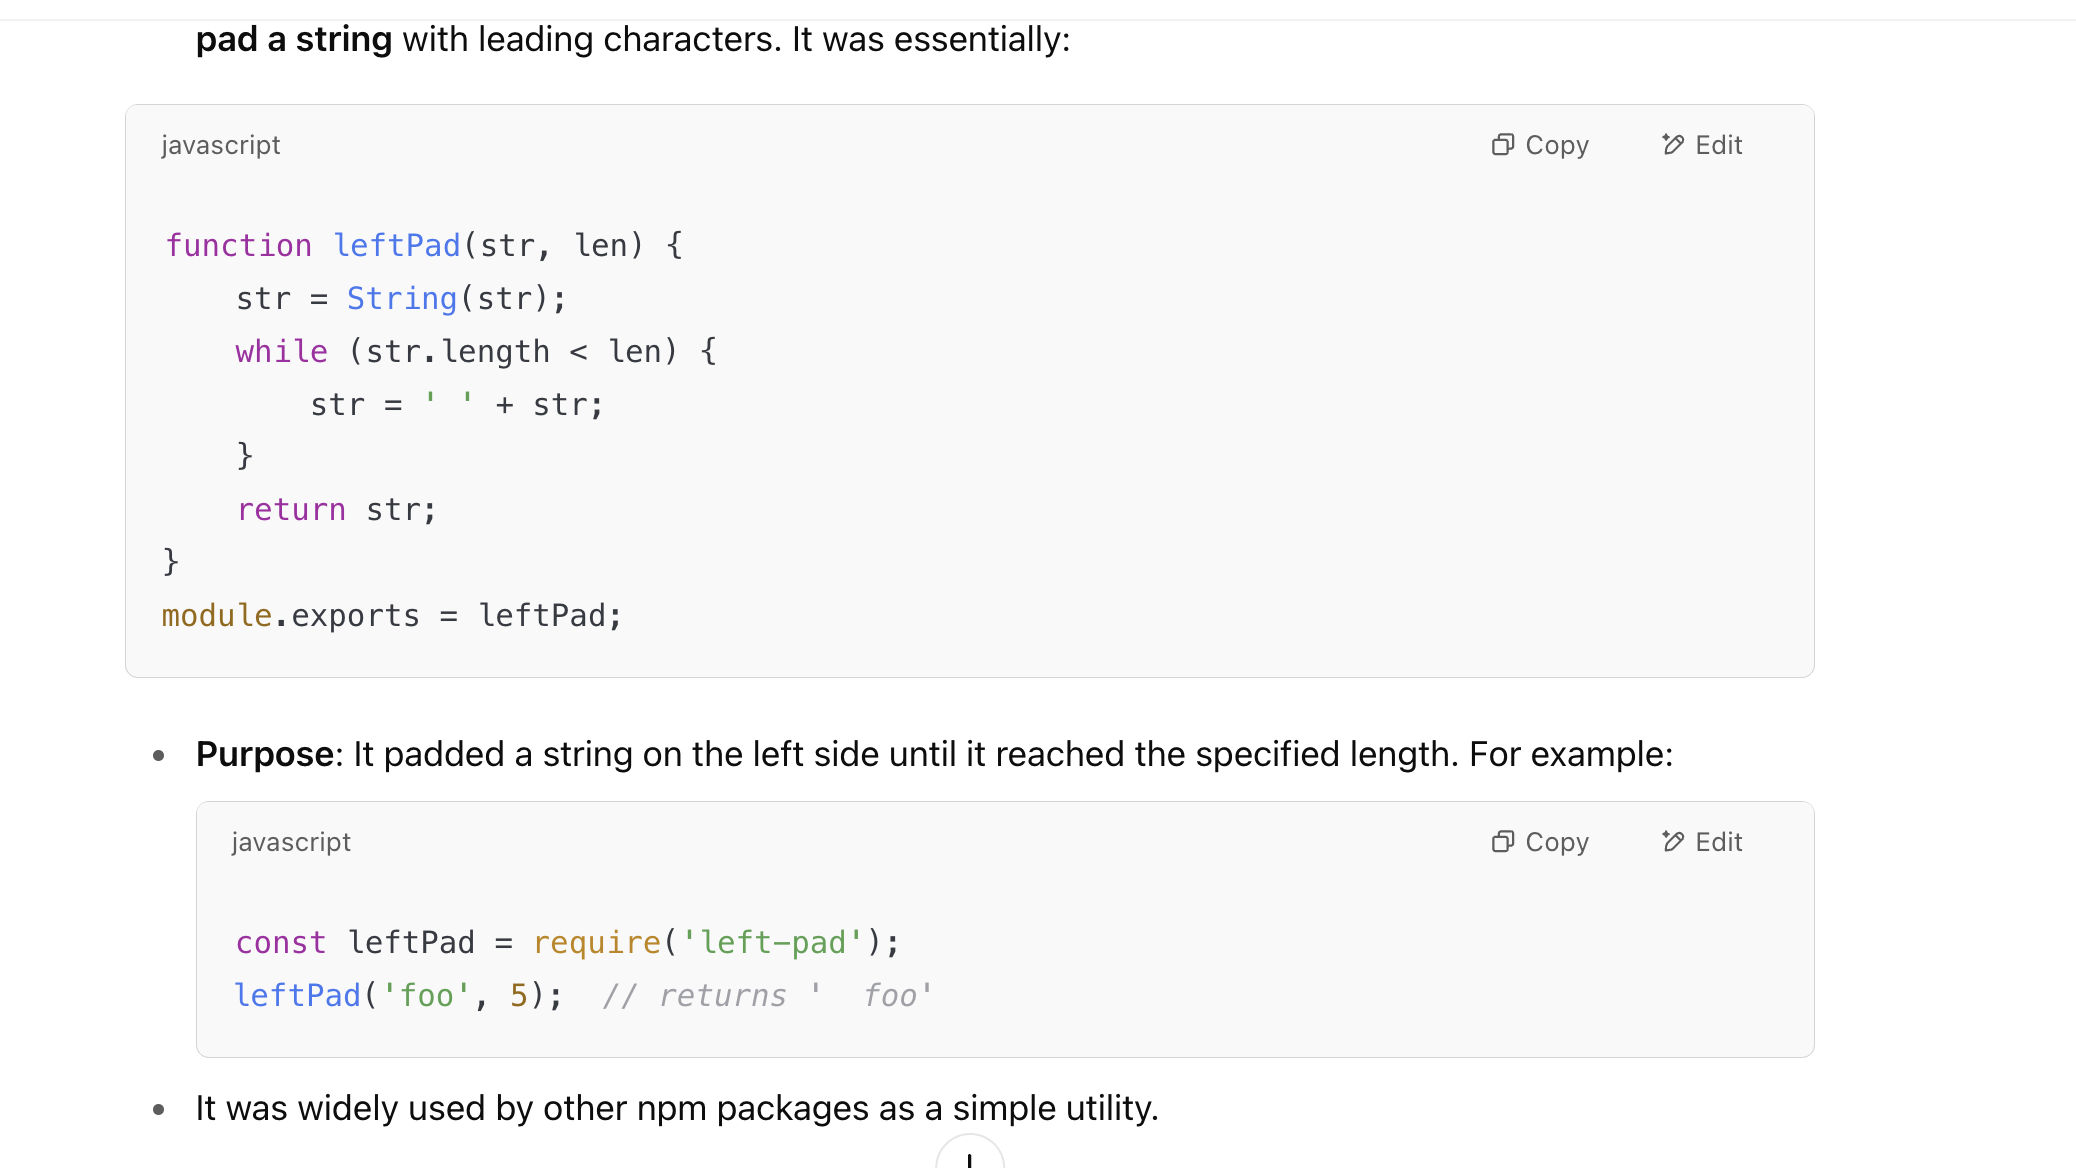 pad a string with leading characters. It was essentially:
javascript
Copy
Edit
function leftPad(str, len) {
    str = String(str);
    while (str.length < len) {
        str = ' ' + str;
    }
    return str;
}
module.exports = leftPad;
• Purpose: It padded a string on the left side until it reached the specified length. For example:
javascript
Copy
Edit
const leftPad = require('left-pad');
leftPad('foo', 5);  // returns '  foo'
• It was widely used by other npm packages as a simple utility.